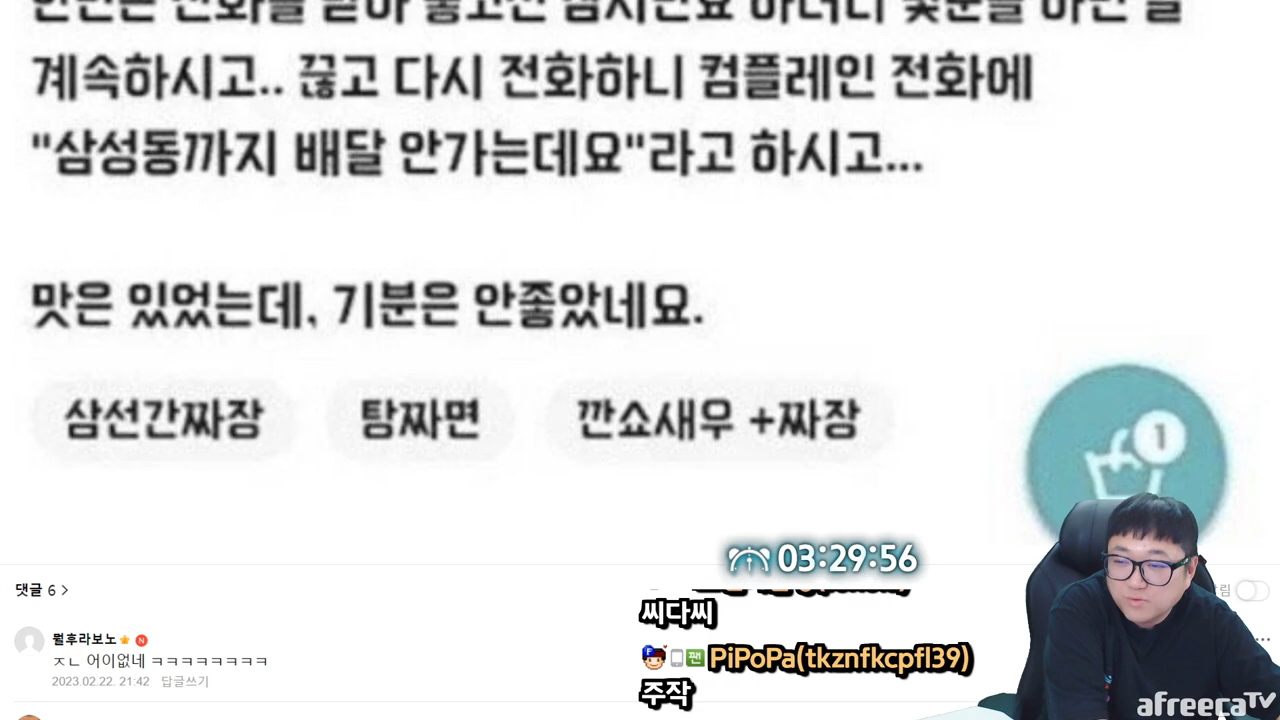 계속하시고.. 끊고 다시 전화하니 컴플레인 전화에
"삼성동까지 배달 안가는데요"라고 하시고...
맛은 있었는데, 기분은 안좋았네요.
삼선간짜장 탕짜면 깐쇼새우 +짜장
1
03:29:56
댓글 6 >
림
씨다씨
뭘후라보노 N
ㅈㄴ 어이없네 ㅋㅋㅋㅋㅋㅋㅋㅋ
2023.02.22. 21:42 답글쓰기
F 팬 PiPoPa(tkznfkcpfl39)
주작
afreecaTV